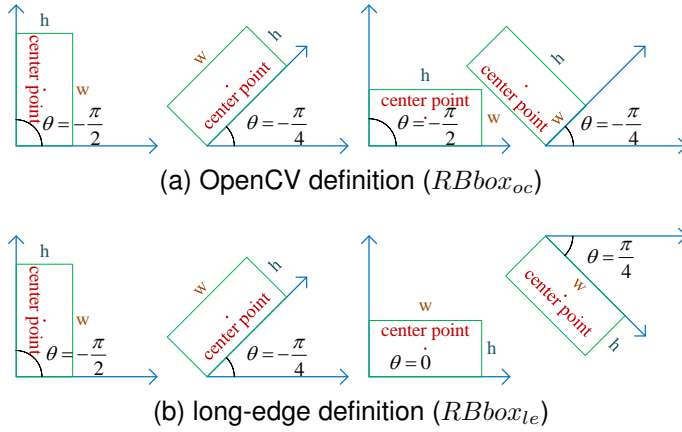 h
w
center point
θ = -π/2
w
h
center point
θ = -π/4
h
center point
θ = -π/2
w
h
center point
w
θ = -π/4
(a) OpenCV definition (RBbox_oc)
h
w
center point
θ = -π/2
w
h
center point
θ = -π/4
w
center point
θ = 0
h
θ = π/4
w
center point
h
(b) long-edge definition (RBbox_le)